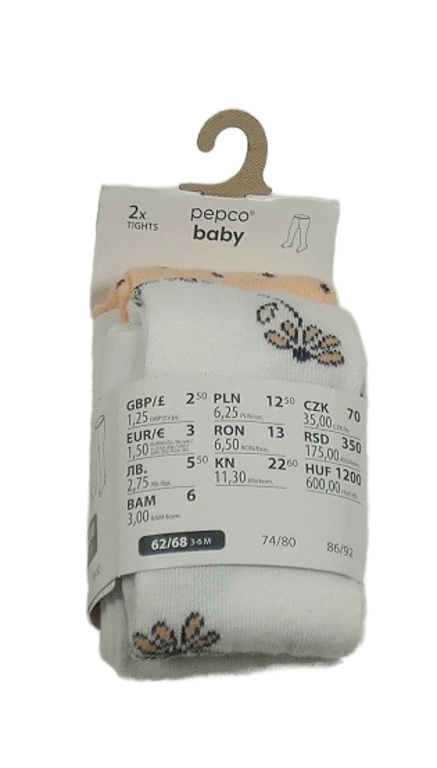 2x
TIGHTS
pepco®
baby
GBP/£ 2 50
1,25
EUR/€ 3
1,50
ЛВ. 5 50
2,75
BAM 6
3,00
PLN 12 50
6,25
RON 13
6,50
KN 22 60
11,30
CZK 70
35,00
RSD 350
175,00
HUF 1200
600,00
62/68 3-6 M
74/80
86/92